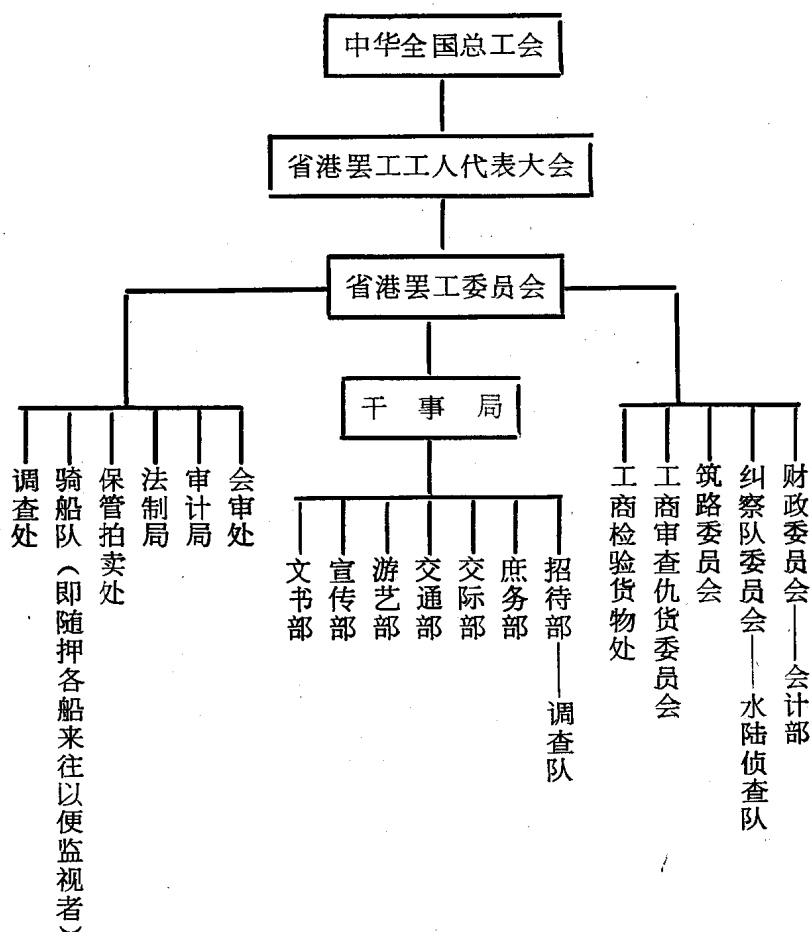 中华全国总工会
省港罢工工人代表大会
省港罢工委员会
干事局
调查处
骑船队（即随押各船来往以便监视者）
保管拍卖处
法制局
审计局
会审处
文书部
宣传部
游艺部
交通部
交际部
庶务部
招待部——调查队
工商检验货物处
工商审查仇货委员会
筑路委员会
纠察队委员会——水陆侦查队
财政委员会——会计部